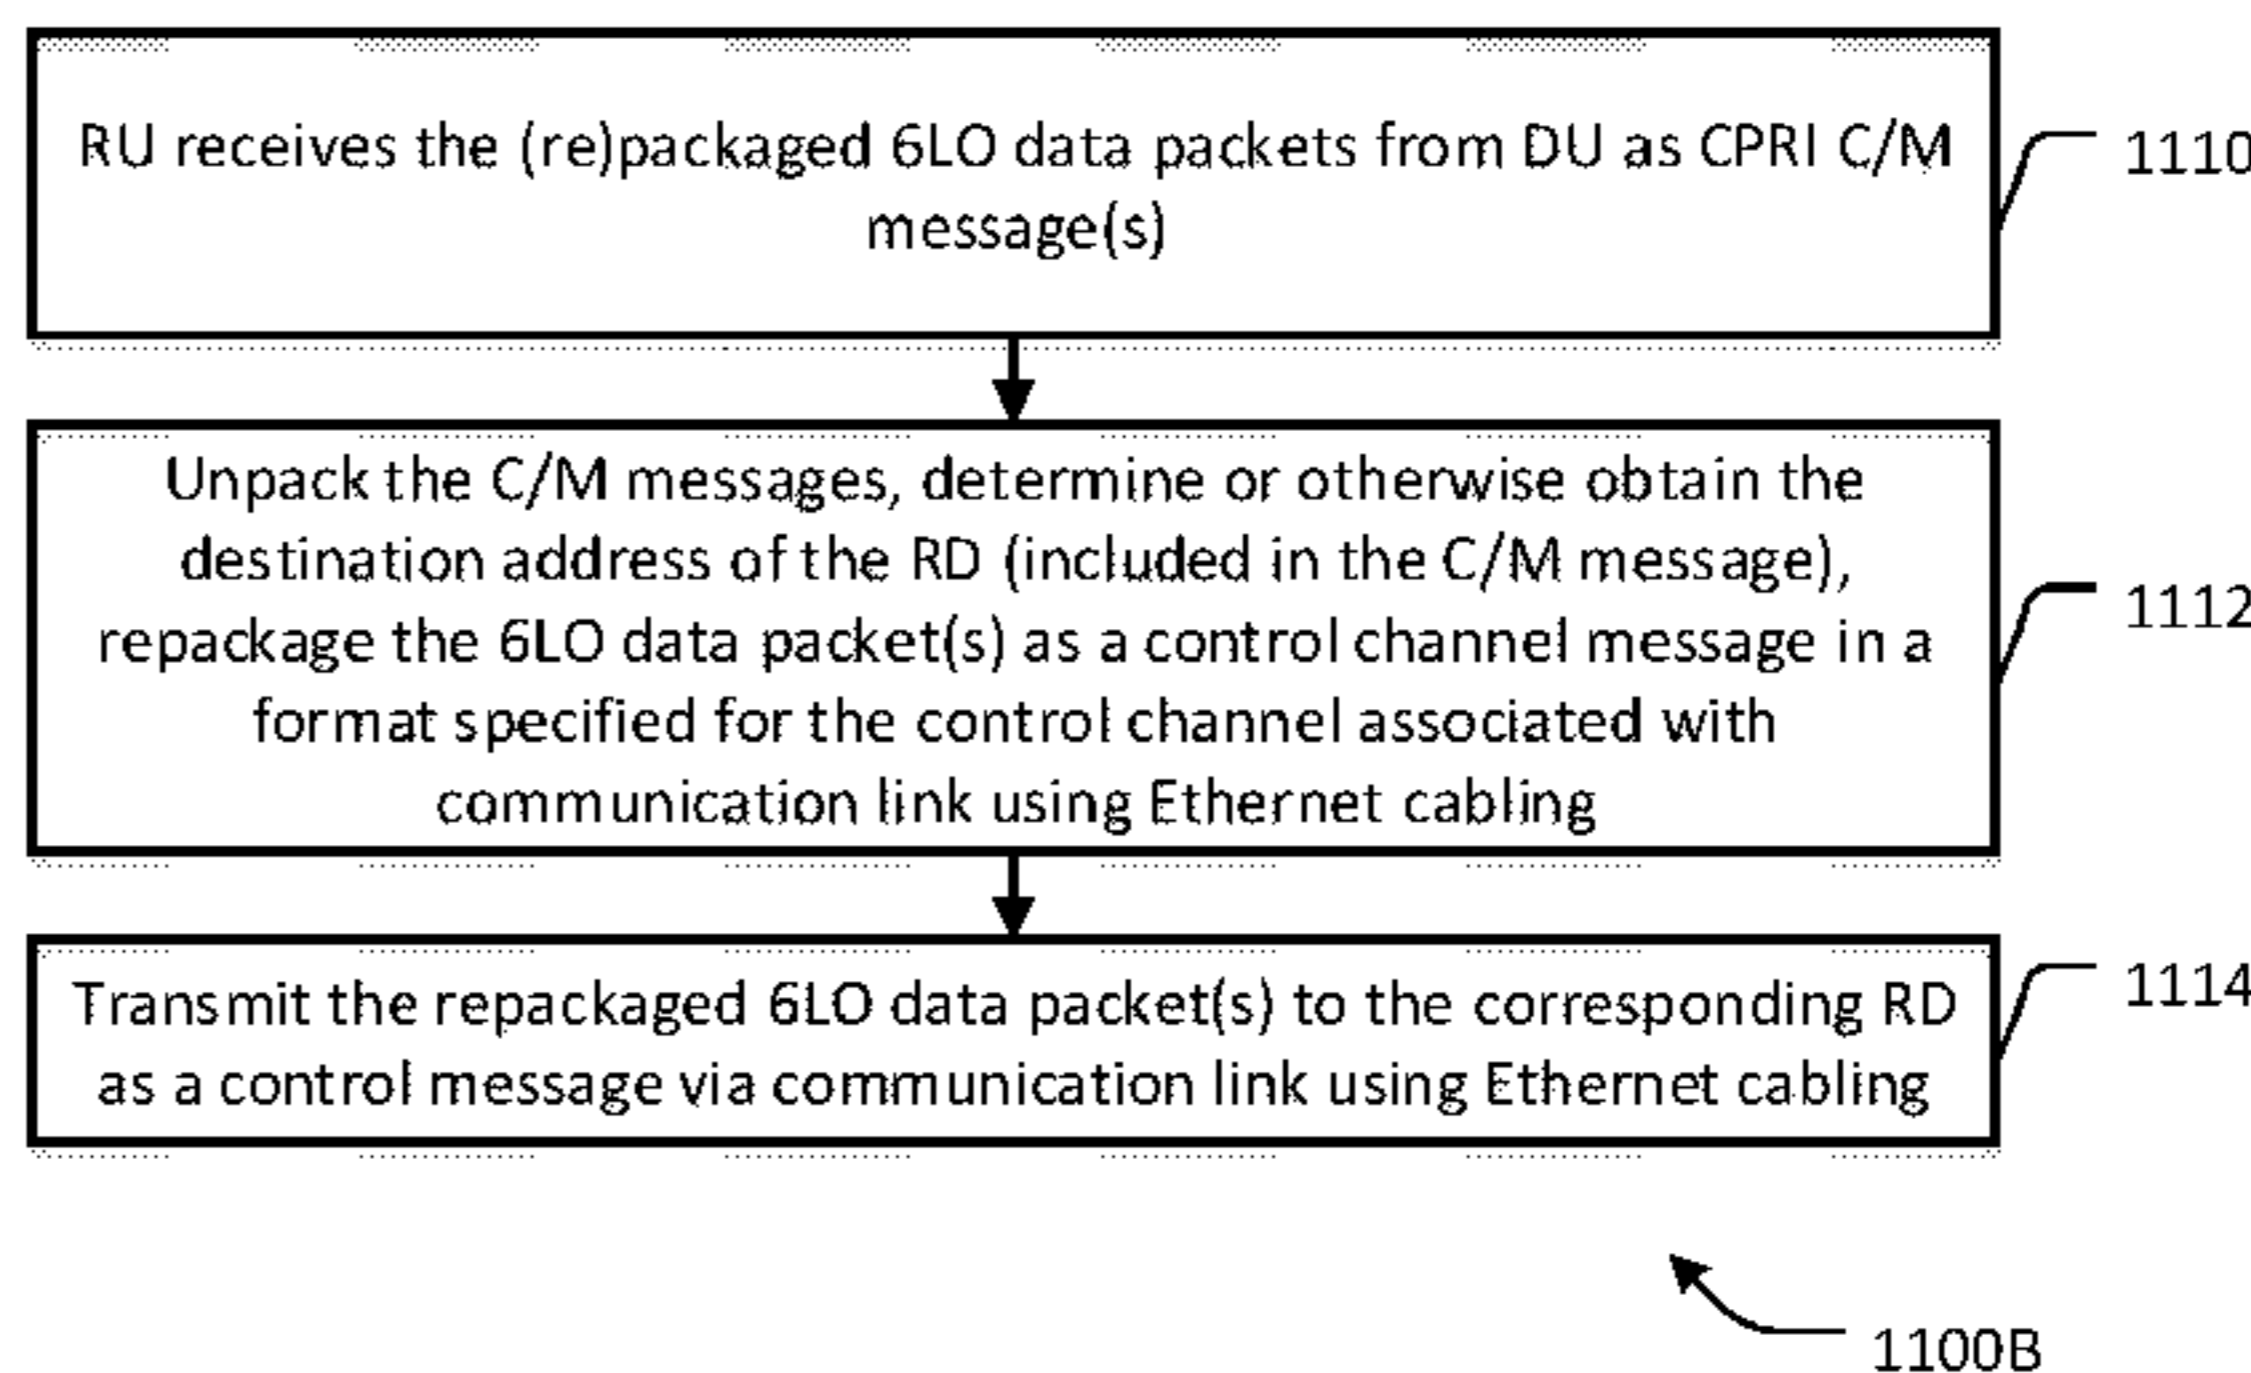 RU receives the (re)packaged 6LO data packets from DU as CPRI C/M
message(s)
1110
Unpack the C/M messages, determine or otherwise obtain the
destination address of the RD (included in the C/M message),
repackage the 6LO data packet(s) as a control channel message in a
format specified for the control channel associated with
communication link using Ethernet cabling
1112
Transmit the repackaged 6LO data packet(s) to the corresponding RD
as a control message via communication link using Ethernet cabling
1114
1100B